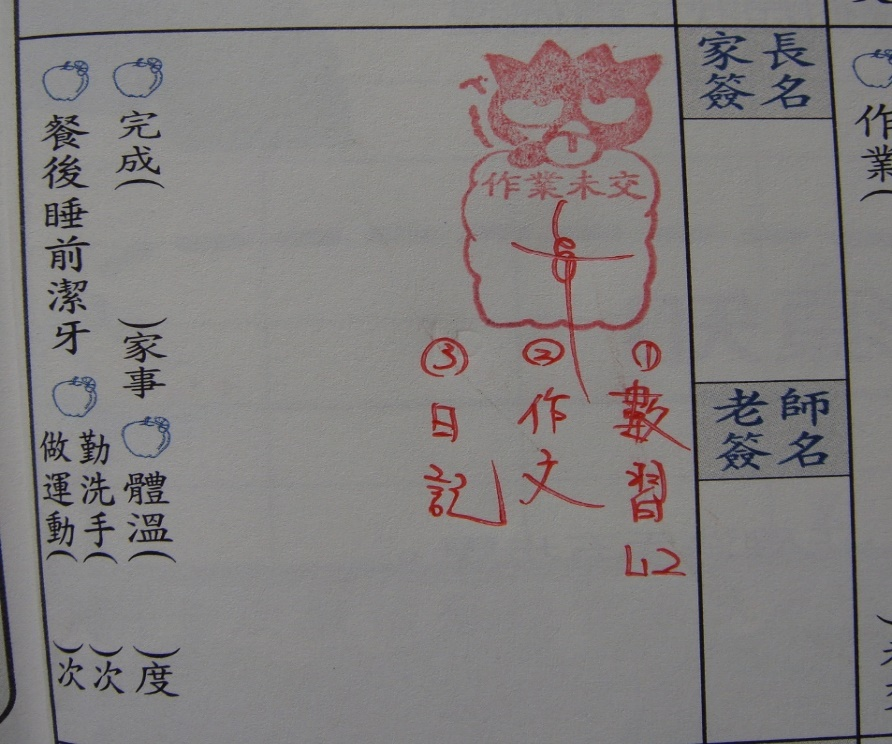 家長
簽名
老師
簽名
作業未交
①數習42
②作文
③日記
完成(　　)家事
體溫(　　)度
餐後睡前潔牙
勤洗手(　　)次
做運動(　　)次
作業(